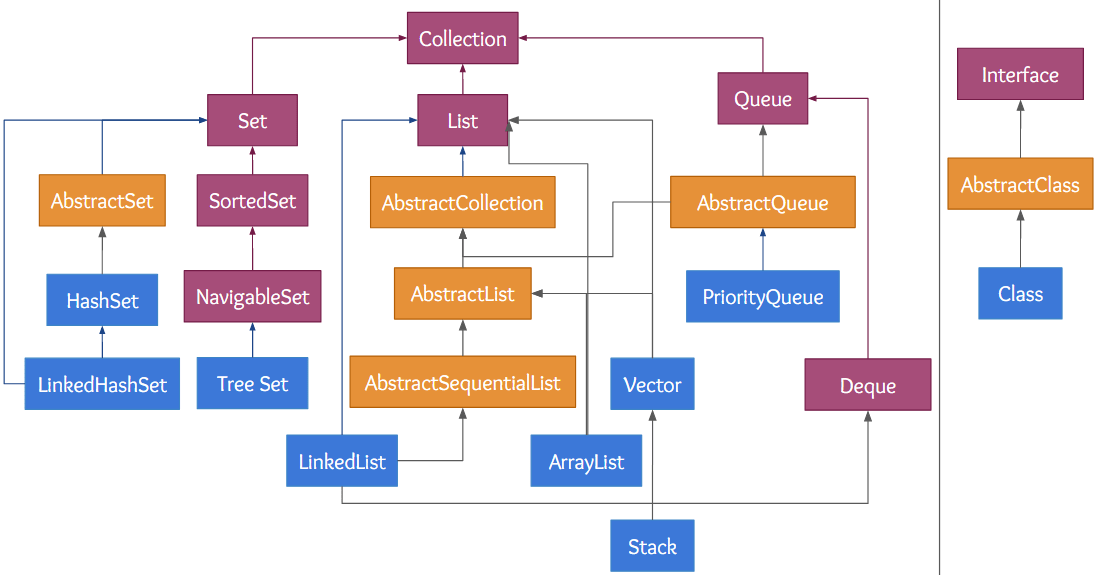 Collection
Interface
Queue
Set
List
AbstractSet
SortedSet
AbstractCollection
AbstractQueue
AbstractClass
HashSet
NavigableSet
AbstractList
PriorityQueue
Class
LinkedHashSet
Tree Set
AbstractSequentialList
Vector
Deque
LinkedList
ArrayList
Stack